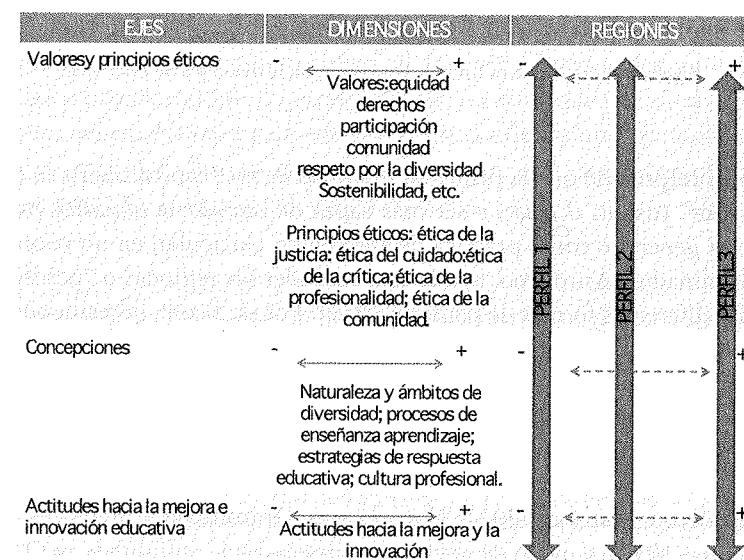 EJES DIMENSIONES REGIONES
Valoresy principios éticos - + - +
Valores:equidad
derechos
participación
comunidad
respeto por la diversidad
Sostenibilidad, etc.
Principios éticos: ética de la
justicia: ética del cuidado:ética
de la crítica; ética de la
profesionalidad; ética de la
comunidad.
PERFIL 1
PERFIL 2
PERFIL 3
Concepciones - + - +
Naturaleza y ámbitos de
diversidad; procesos de
enseñanza aprendizaje;
estrategias de respuesta
educativa; cultura profesional.
Actitudes hacia la mejora e - + - +
innovación educativa
Actitudes hacia la mejora y la
innovación